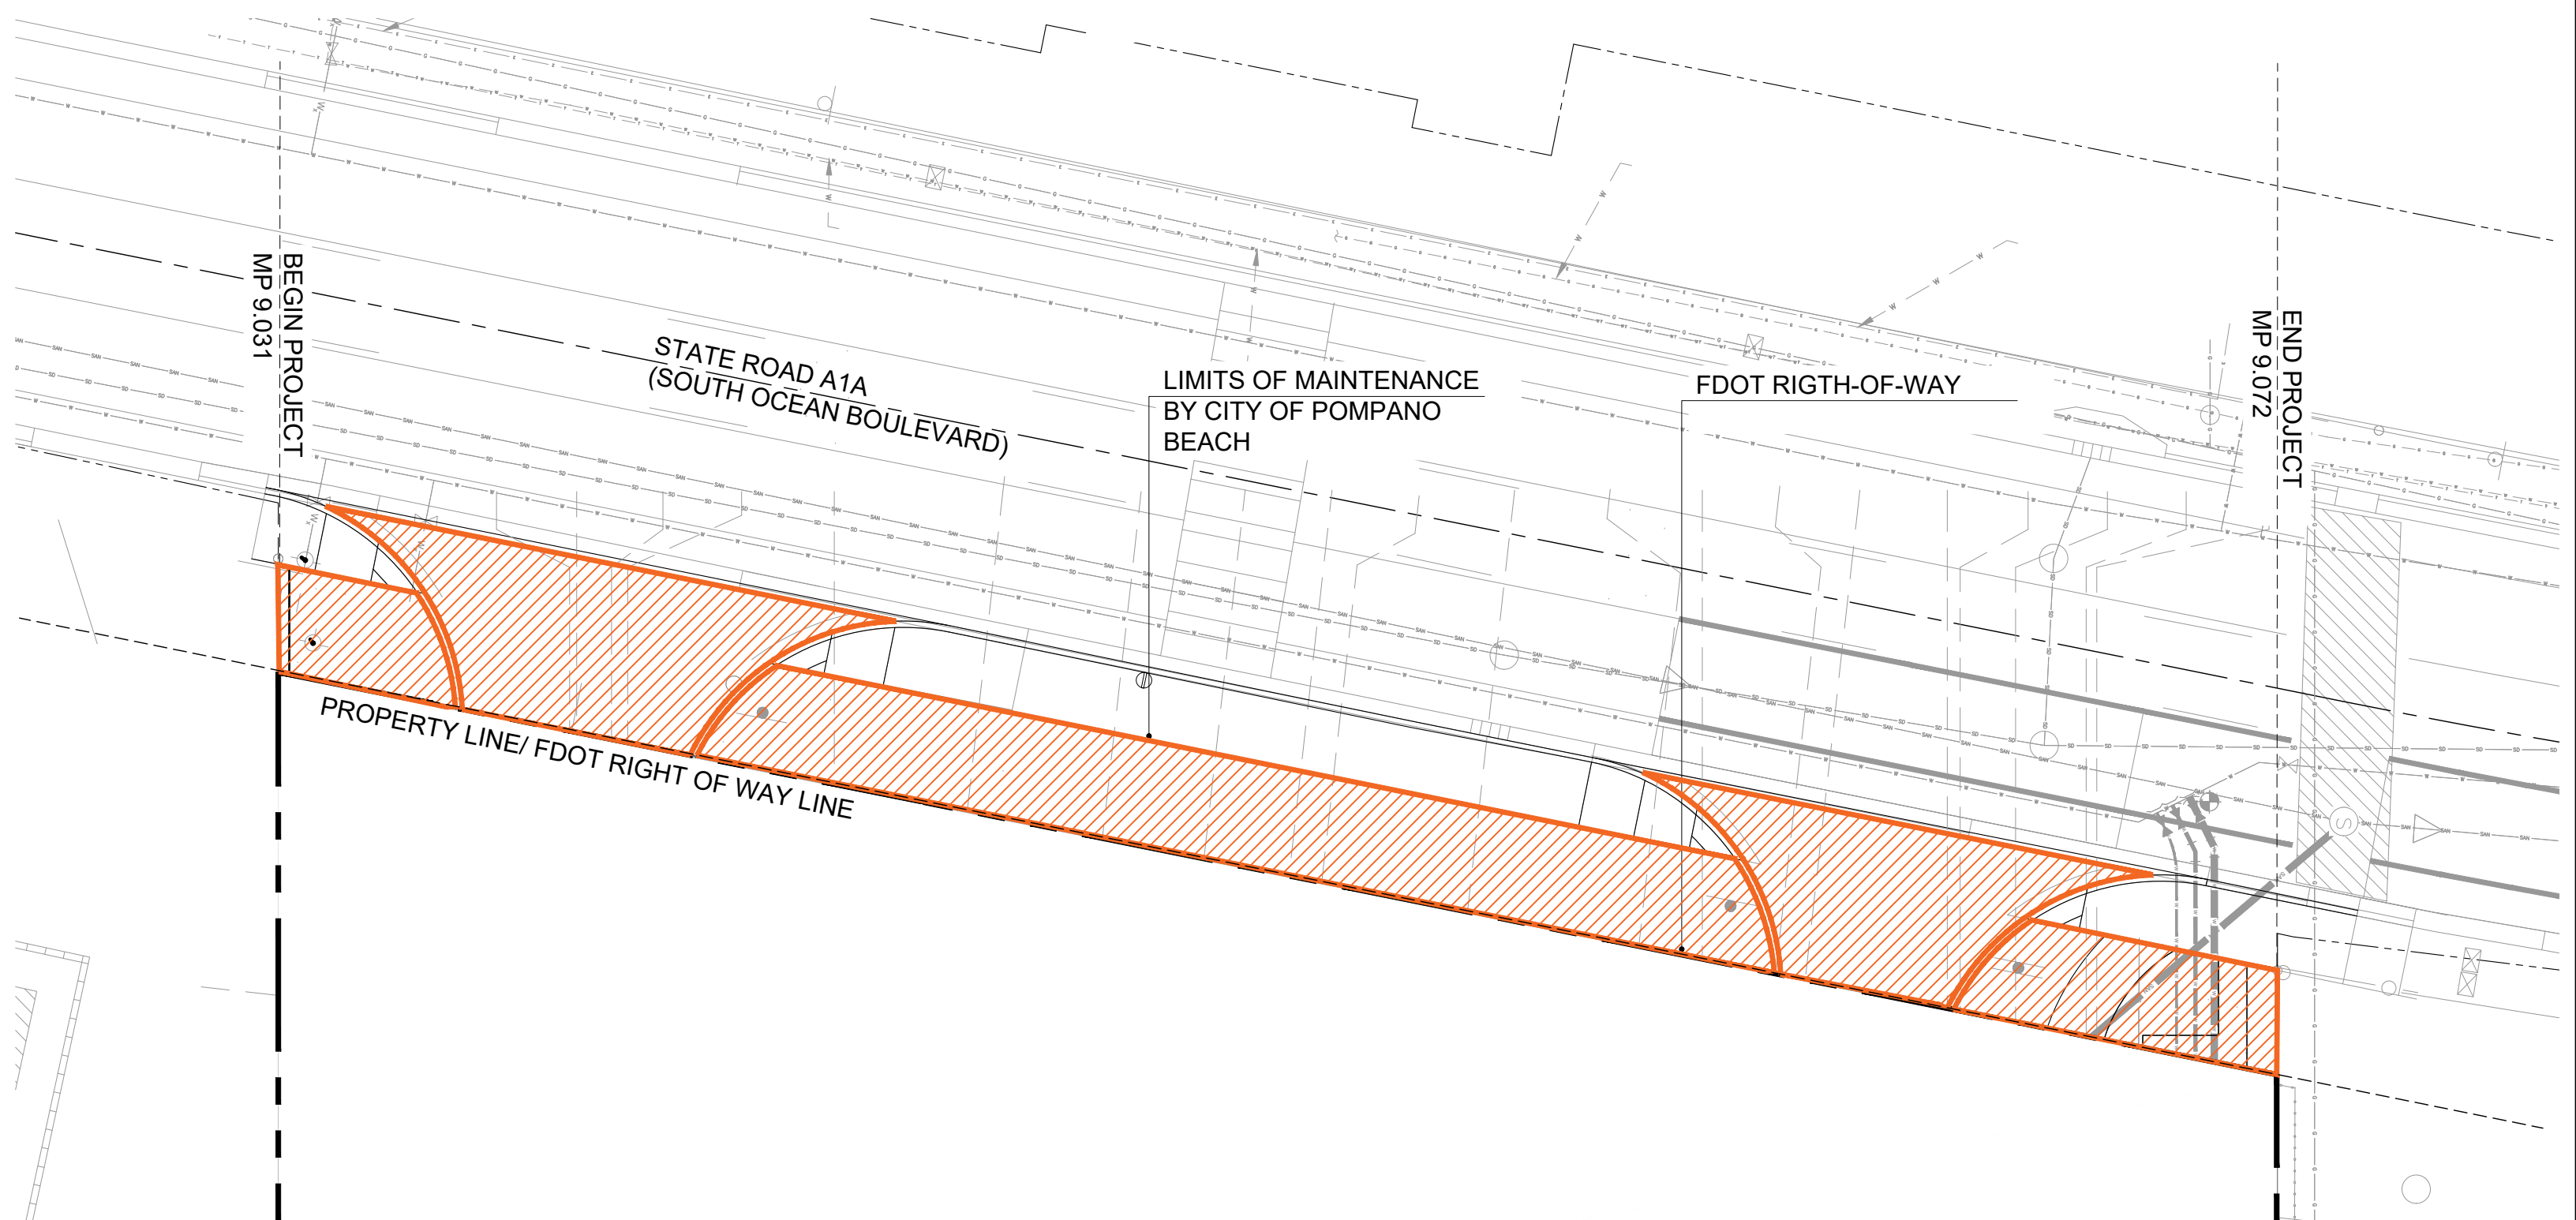 BEGIN PROJECT
MP 9.031
STATE ROAD A1A
(SOUTH OCEAN BOULEVARD)
LIMITS OF MAINTENANCE
BY CITY OF POMPANO
BEACH
FDOT RIGTH-OF-WAY
END PROJECT
MP 9.072
PROPERTY LINE/ FDOT RIGHT OF WAY LINE